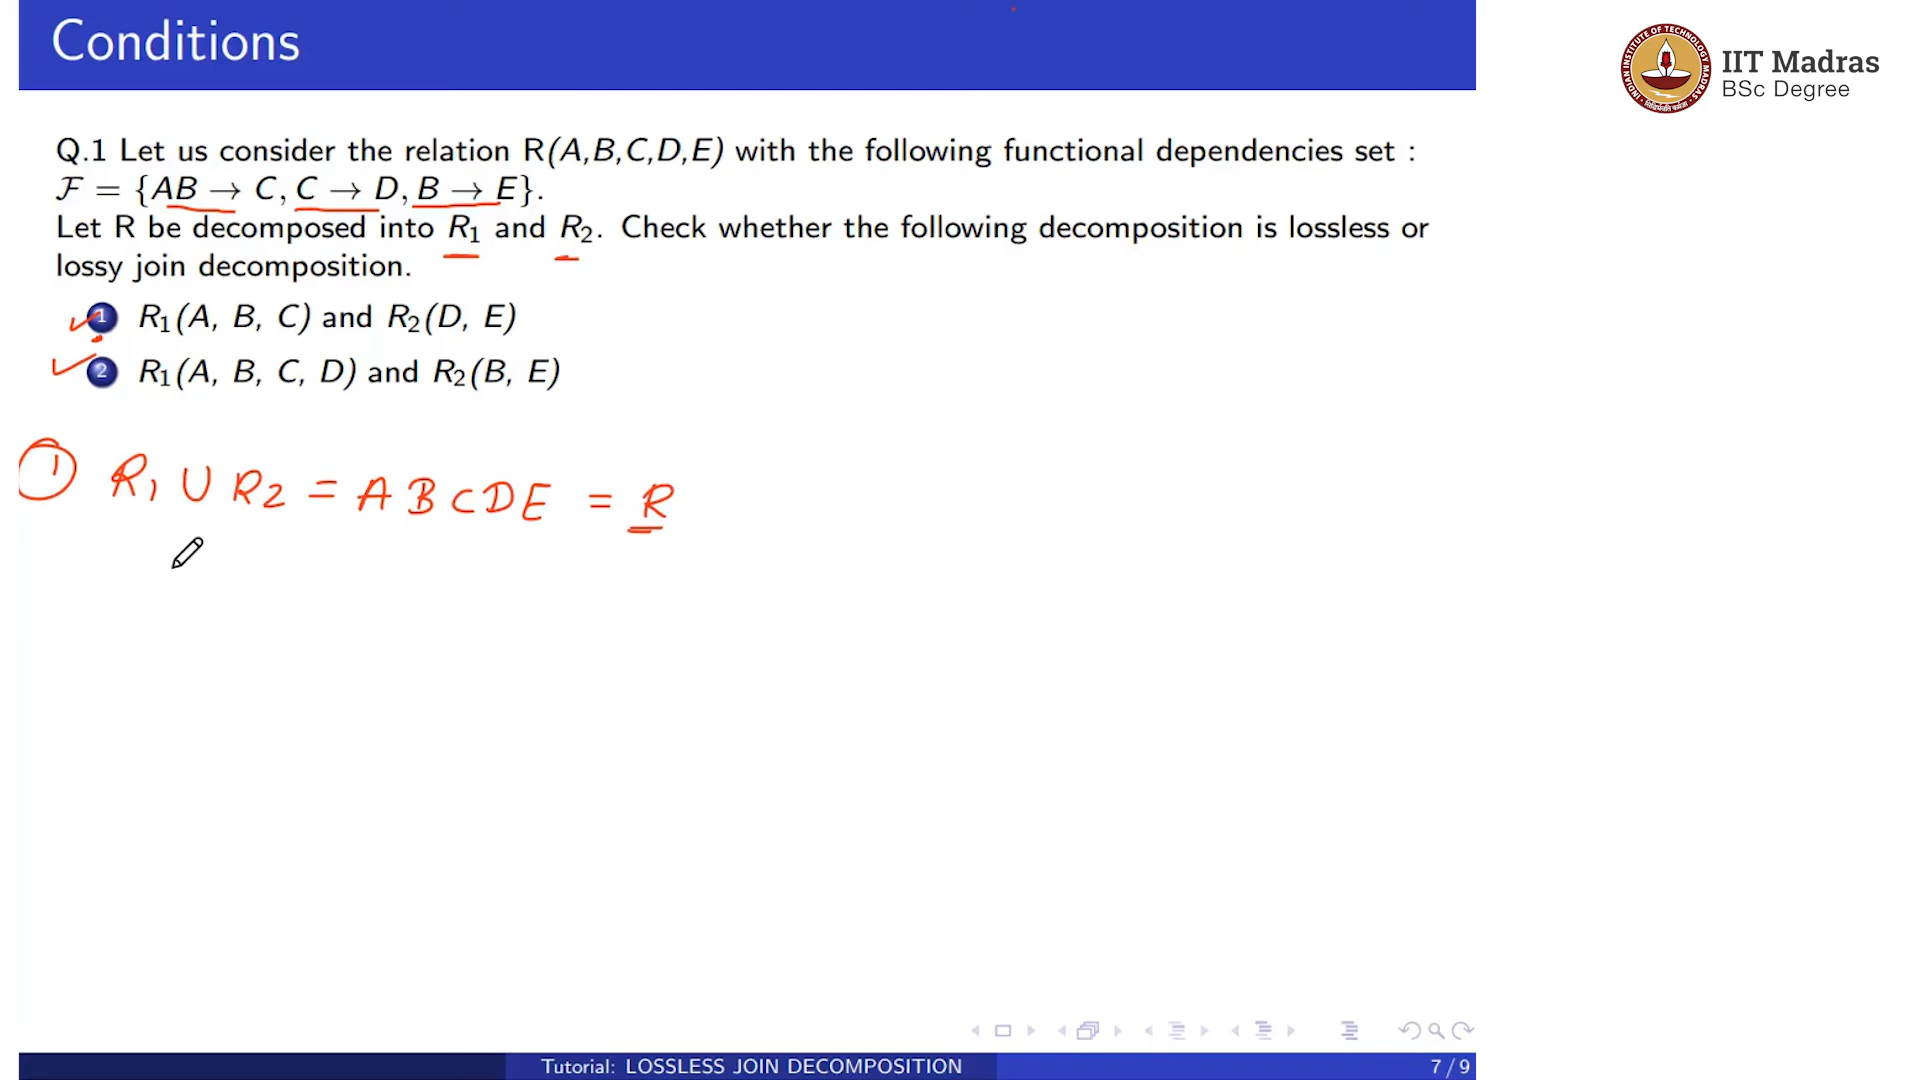 Conditions
IIT Madras
BSc Degree
Q.1 Let us consider the relation R(A,B,C,D,E) with the following functional dependencies set :
F = {AB → C, C → D, B → E}.
Let R be decomposed into R₁ and R₂. Check whether the following decomposition is lossless or
lossy join decomposition.
1 R₁(A, B, C) and R₂(D, E)
2 R₁(A, B, C, D) and R₂(B, E)
① R₁ ∪ R₂ = A B C D E = R
Tutorial: LOSSLESS JOIN DECOMPOSITION
7 / 9